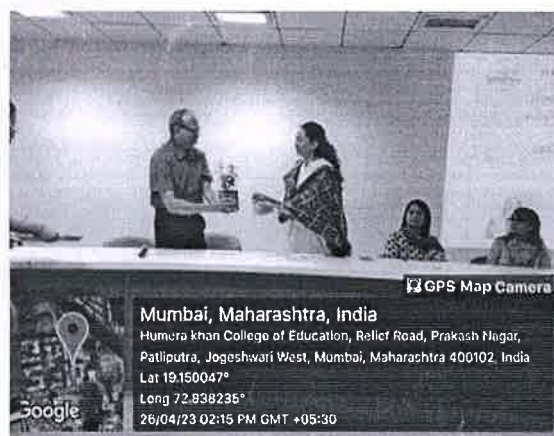 GPS Map Camera
Mumbai, Maharashtra, India
Humera khan College of Education, Relief Road, Prakash Nagar,
Patliputra, Jogeshwari West, Mumbai, Maharashtra 400102, India
Lat 19.150047°
Long 72.838235°
26/04/23 02:15 PM GMT +05:30
Google